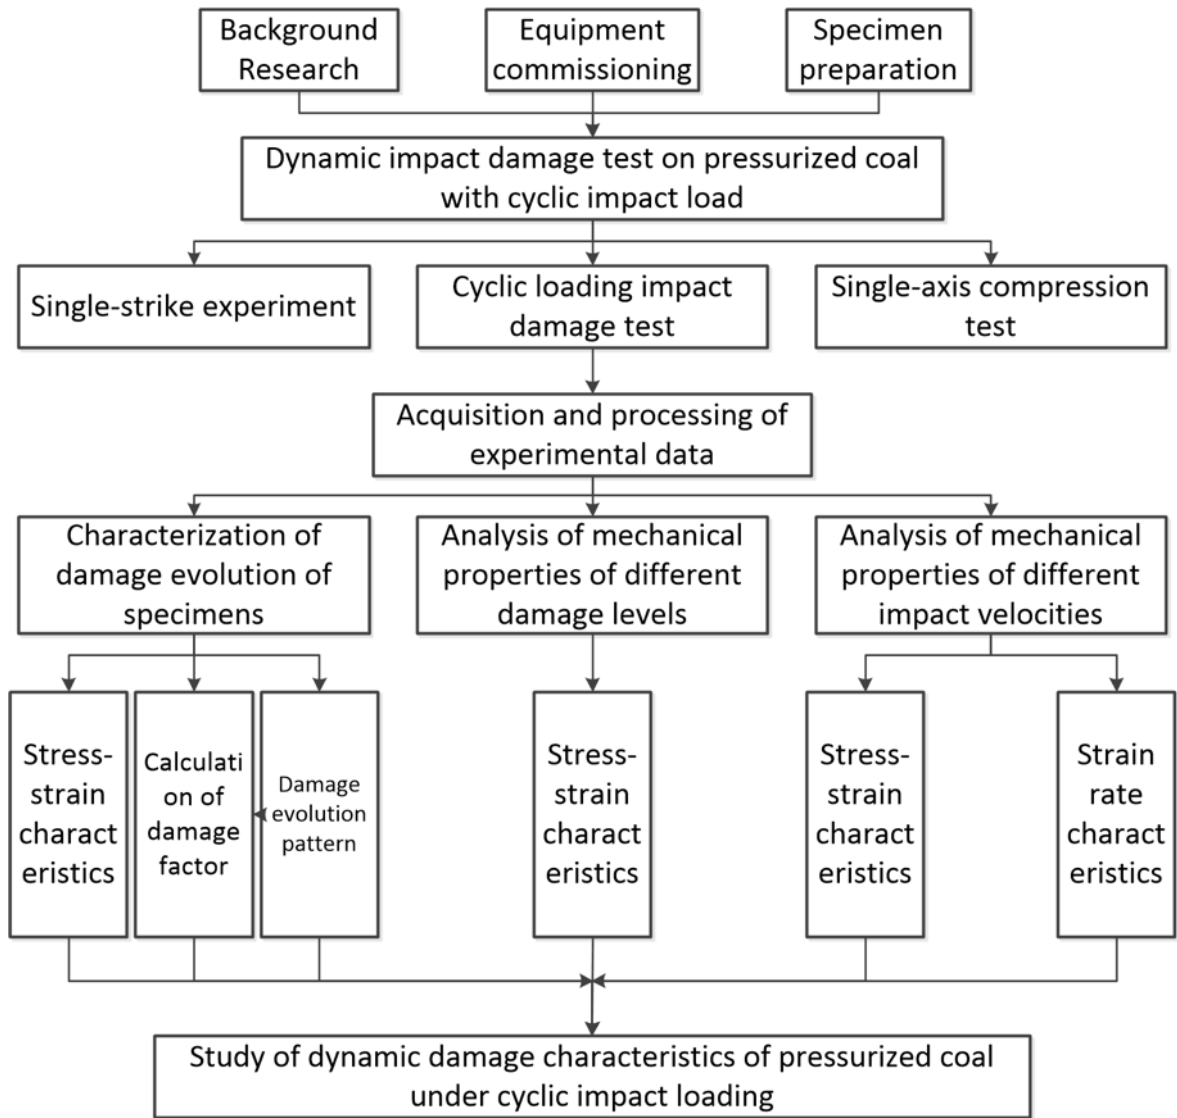 Background
Research
Equipment
commissioning
Specimen
preparation
Dynamic impact damage test on pressurized coal
with cyclic impact load
Single-strike experiment
Cyclic loading impact
damage test
Single-axis compression
test
Acquisition and processing of
experimental data
Characterization of
damage evolution of
specimens
Analysis of mechanical
properties of different
damage levels
Analysis of mechanical
properties of different
impact velocities
Stress-
strain
charact
eristics
Calculati
on of
damage
factor
Damage
evolution
pattern
Stress-
strain
charact
eristics
Stress-
strain
charact
eristics
Strain
rate
charact
eristics
Study of dynamic damage characteristics of pressurized coal
under cyclic impact loading